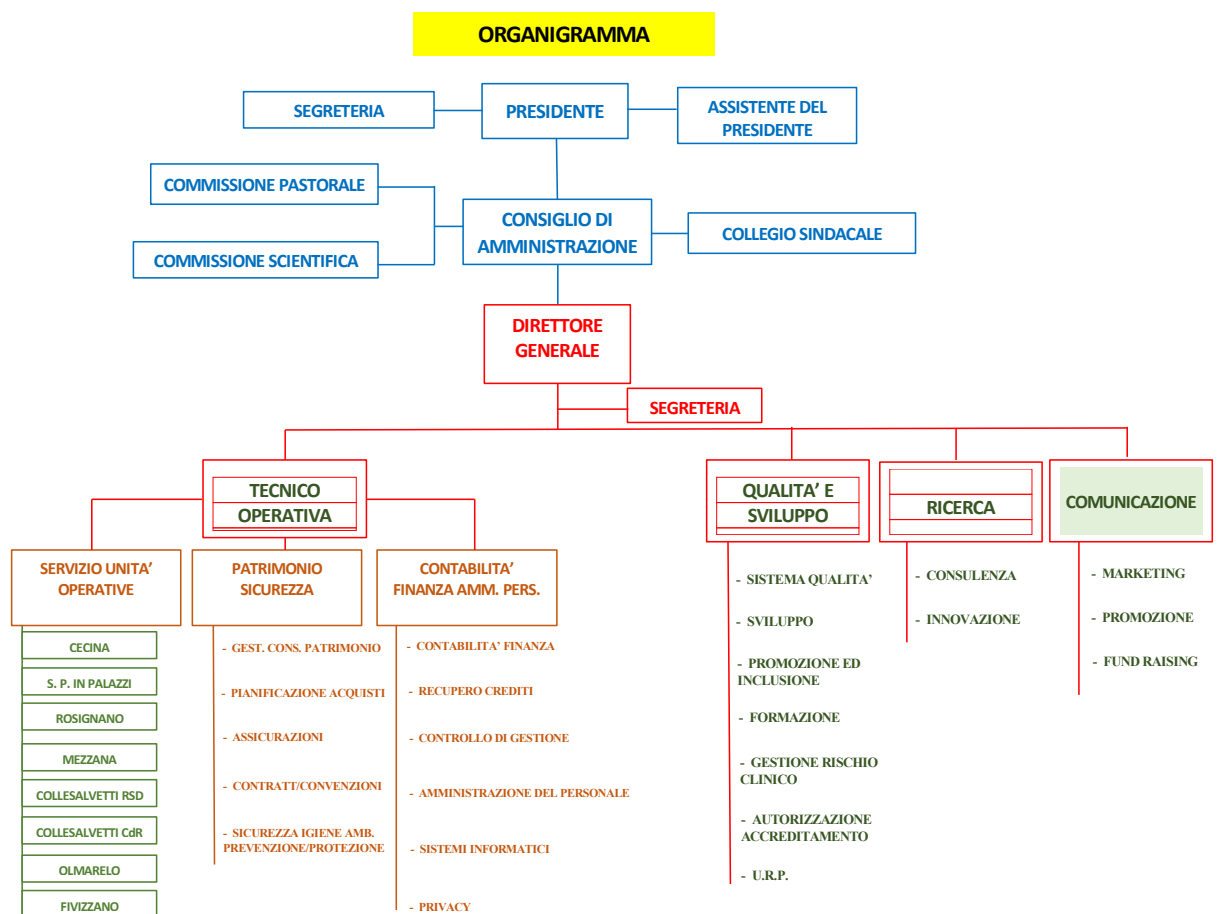 ORGANIGRAMMA
SEGRETERIA
PRESIDENTE
ASSISTENTE DEL
PRESIDENTE
COMMISSIONE PASTORALE
COMMISSIONE SCIENTIFICA
CONSIGLIO DI
AMMINISTRAZIONE
COLLEGIO SINDACALE
DIRETTORE
GENERALE
SEGRETERIA
TECNICO
OPERATIVA
QUALITA’ E
SVILUPPO
RICERCA
COMUNICAZIONE
SERVIZIO UNITA’
OPERATIVE
CECINA
S. P. IN PALAZZI
ROSIGNANO
MEZZANA
COLLESALVETTI RSD
COLLESALVETTI CdR
OLMARELO
FIVIZZANO
PATRIMONIO
SICUREZZA
- GEST. CONS. PATRIMONIO
- PIANIFICAZIONE ACQUISTI
- ASSICURAZIONI
- CONTRATT/CONVENZIONI
- SICUREZZA IGIENE AMB.
PREVENZIONE/PROTEZIONE
CONTABILITA’
FINANZA AMM. PERS.
- CONTABILITA’ FINANZA
- RECUPERO CREDITI
- CONTROLLO DI GESTIONE
- AMMINISTRAZIONE DEL PERSONALE
- SISTEMI INFORMATICI
- PRIVACY
- SISTEMA QUALITA’
- SVILUPPO
- PROMOZIONE ED
INCLUSIONE
- FORMAZIONE
- GESTIONE RISCHIO
CLINICO
- AUTORIZZAZIONE
ACCREDITAMENTO
- U.R.P.
- CONSULENZA
- INNOVAZIONE
- MARKETING
- PROMOZIONE
- FUND RAISING